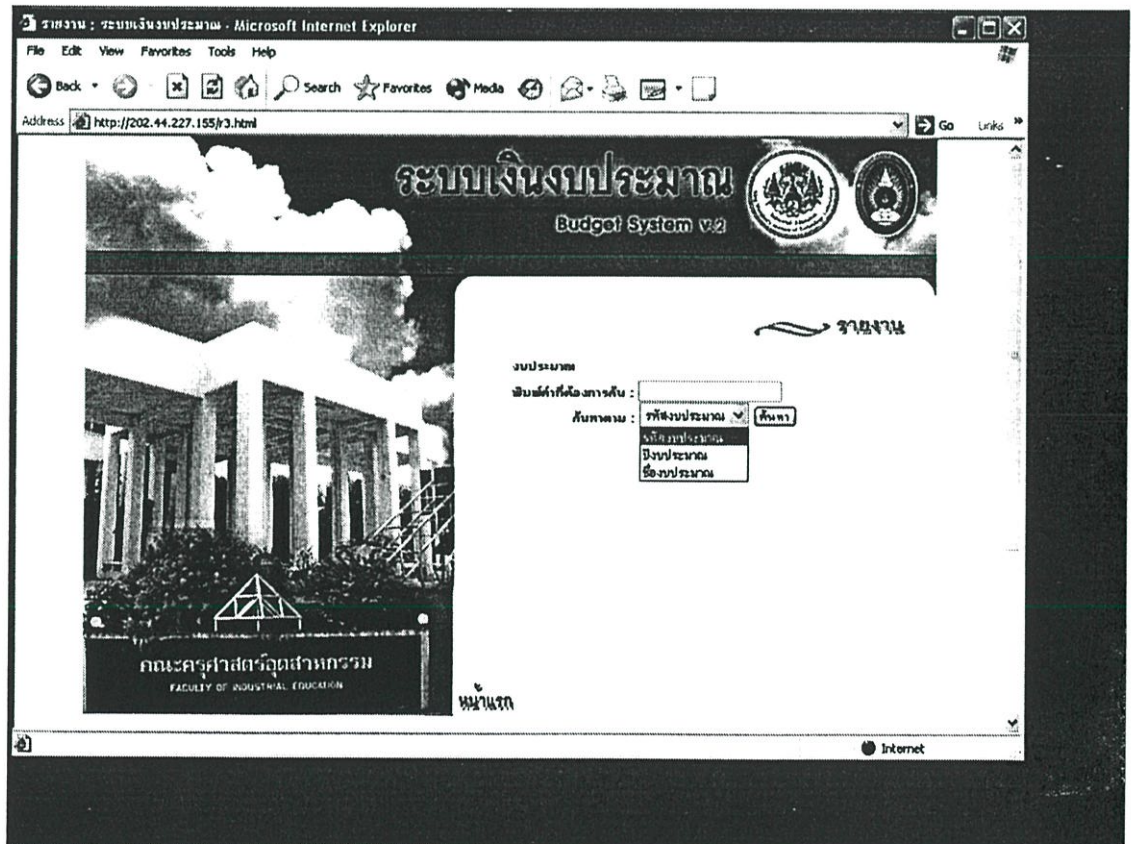 รายงาน : ระบบเงินงบประมาณ - Microsoft Internet Explorer
File Edit View Favorites Tools Help
Back Search Favorites Media
Address http://202.44.227.155/r3.html Go Links »
ระบบเงินงบประมาณ
Budget System v.2
รายงาน
งบประมาณ
พิมพ์คำที่ต้องการค้น :
ค้นหาตาม : รหัสงบประมาณ ค้นหา
รหัสงบประมาณ
ปีงบประมาณ
ชื่องบประมาณ
คณะครุศาสตร์อุตสาหกรรม
FACULTY OF INDUSTRIAL EDUCATION
หน้าแรก
Internet